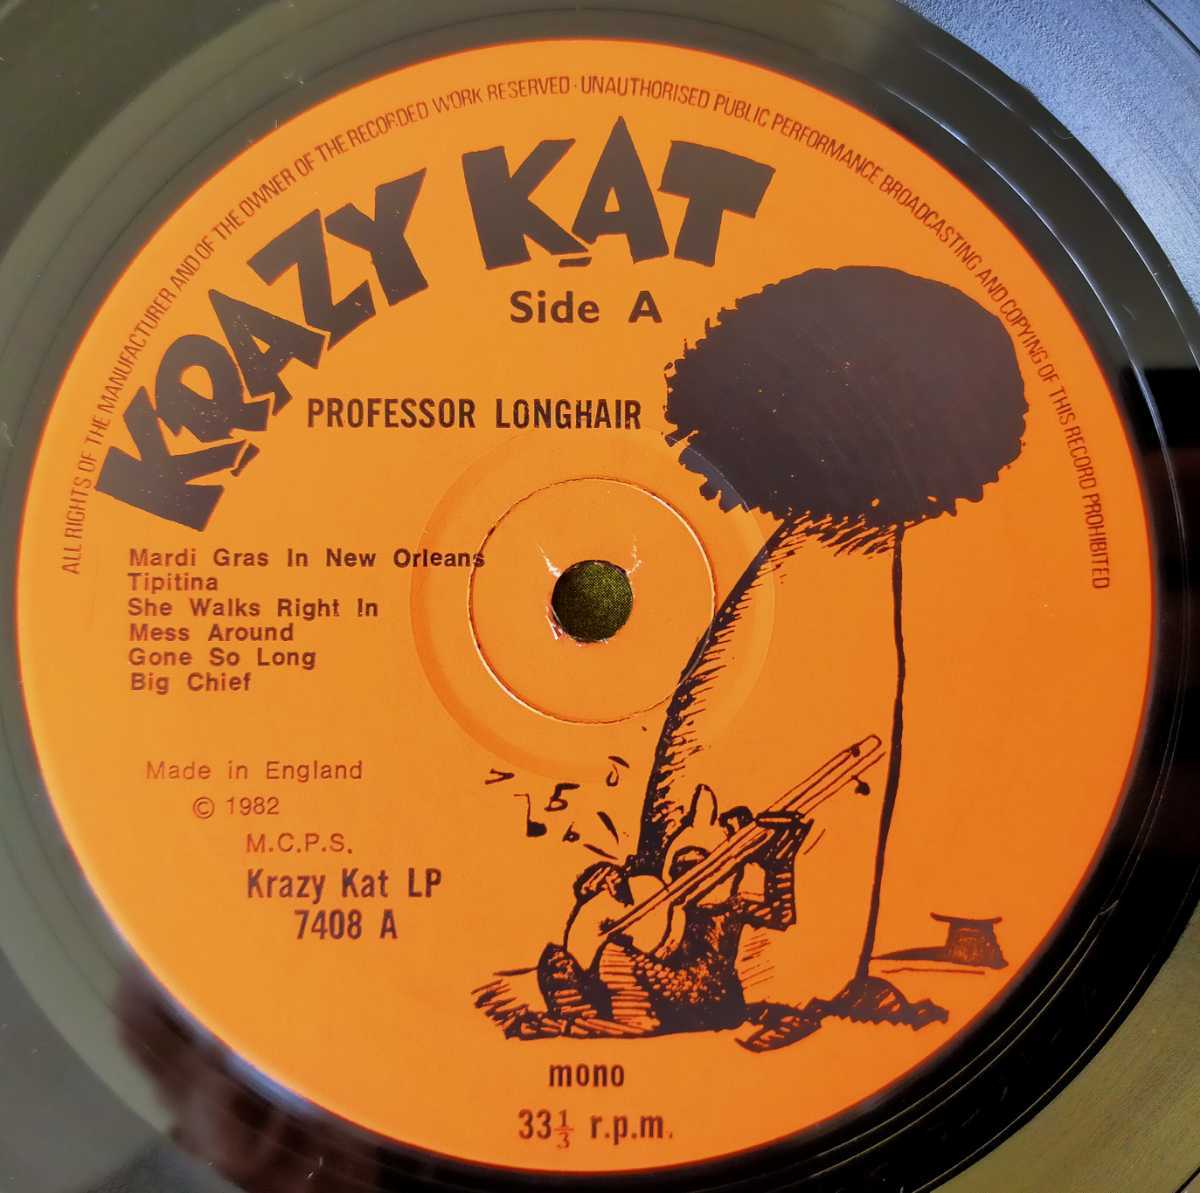 ALL RIGHTS OF THE MANUFACTURER AND OF THE OWNER OF THE RECORDED WORK RESERVED · UNAUTHORISED PUBLIC PERFORMANCE BROADCASTING AND COPYING OF THIS RECORD PROHIBITED
KRAZY KAT
Side A
PROFESSOR LONGHAIR
Mardi Gras In New Orleans
Tipitina
She Walks Right In
Mess Around
Gone So Long
Big Chief
Made in England
© 1982
M.C.P.S.
Krazy Kat LP
7408 A
mono
33⅓ r.p.m.